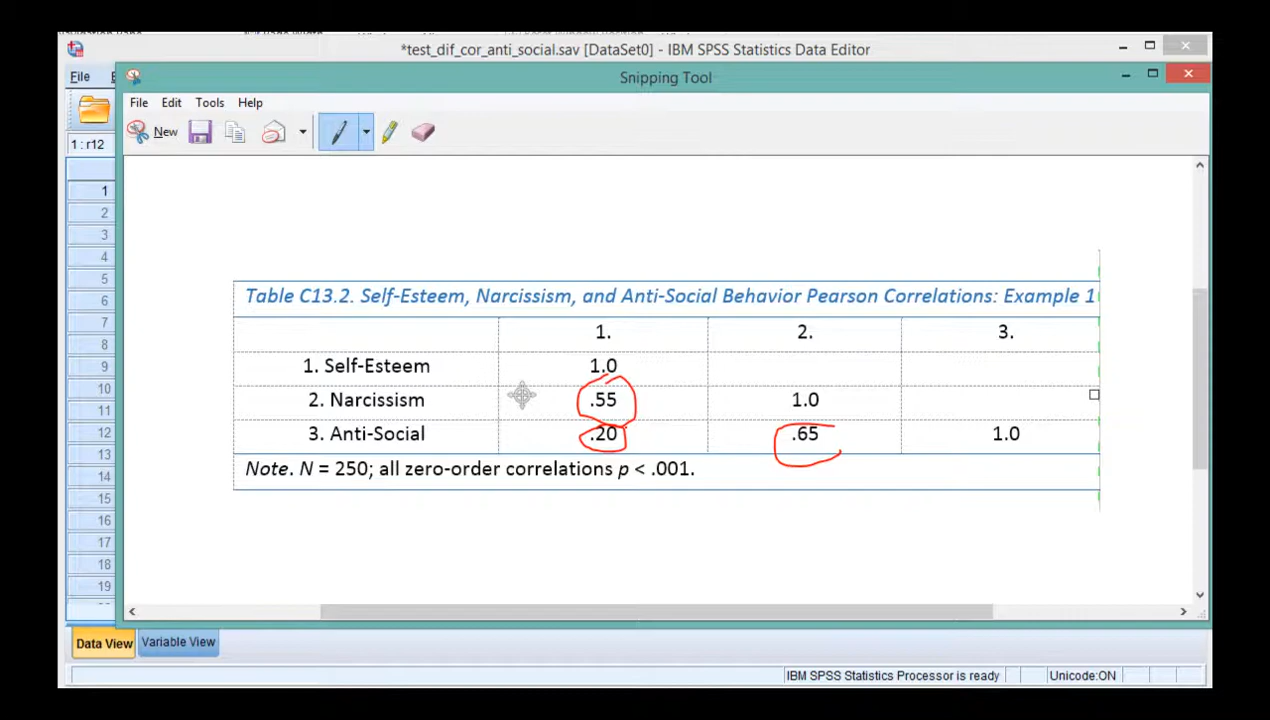 *test_dif_cor_anti_social.sav [DataSet0] - IBM SPSS Statistics Data Editor
File
Snipping Tool
File Edit Tools Help
New
1 : r12
1
2
3
4
5
6
7
8
9
10
11
12
13
14
15
16
17
18
19
Table C13.2. Self-Esteem, Narcissism, and Anti-Social Behavior Pearson Correlations: Example 1
1. 2. 3.
1. Self-Esteem 1.0
2. Narcissism .55 1.0
3. Anti-Social .20 .65 1.0
Note. N = 250; all zero-order correlations p < .001.
Data View Variable View
IBM SPSS Statistics Processor is ready Unicode:ON